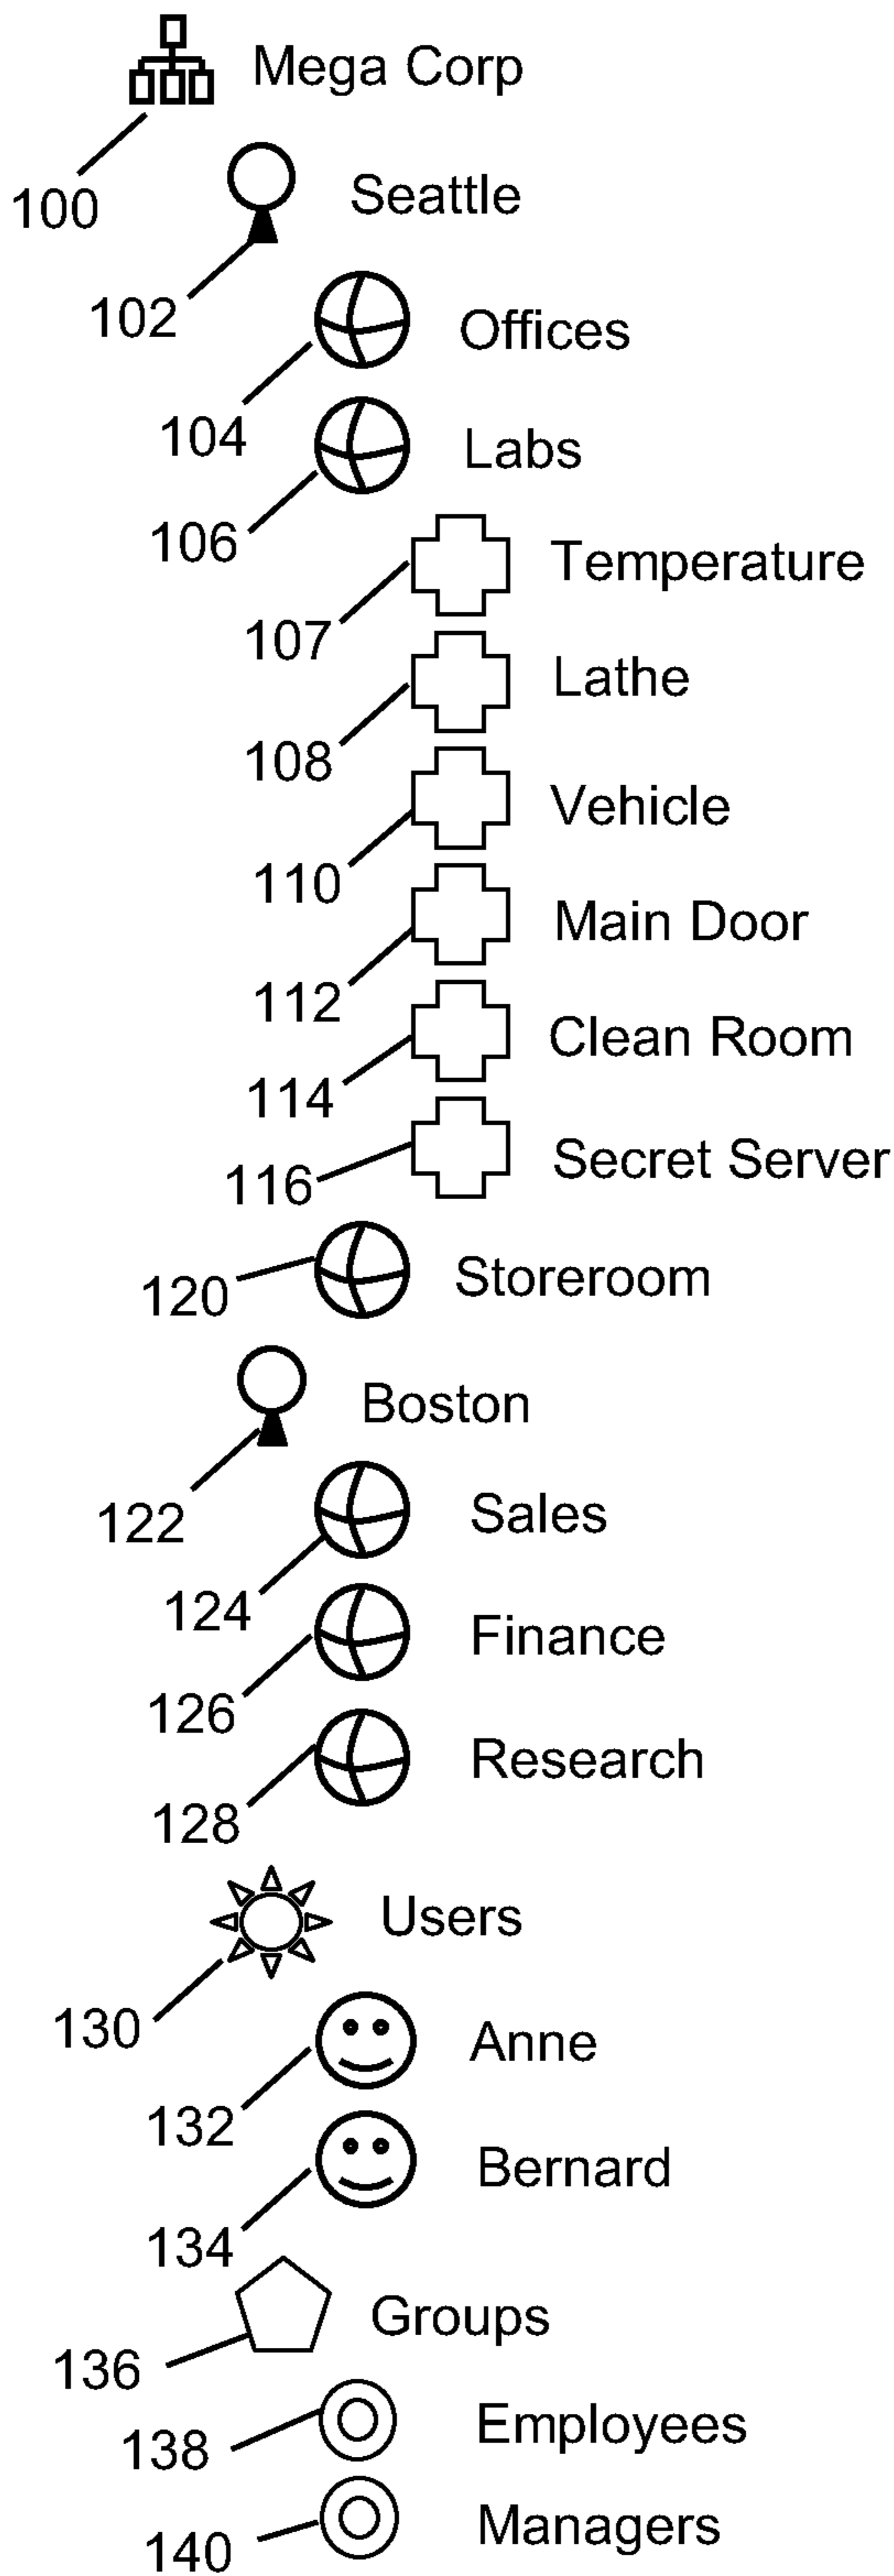 Mega Corp
100
Seattle
102
Offices
104
Labs
106
Temperature
107
Lathe
108
Vehicle
110
Main Door
112
Clean Room
114
Secret Server
116
Storeroom
120
Boston
122
Sales
124
Finance
126
Research
128
Users
130
Anne
132
Bernard
134
Groups
136
Employees
138
Managers
140